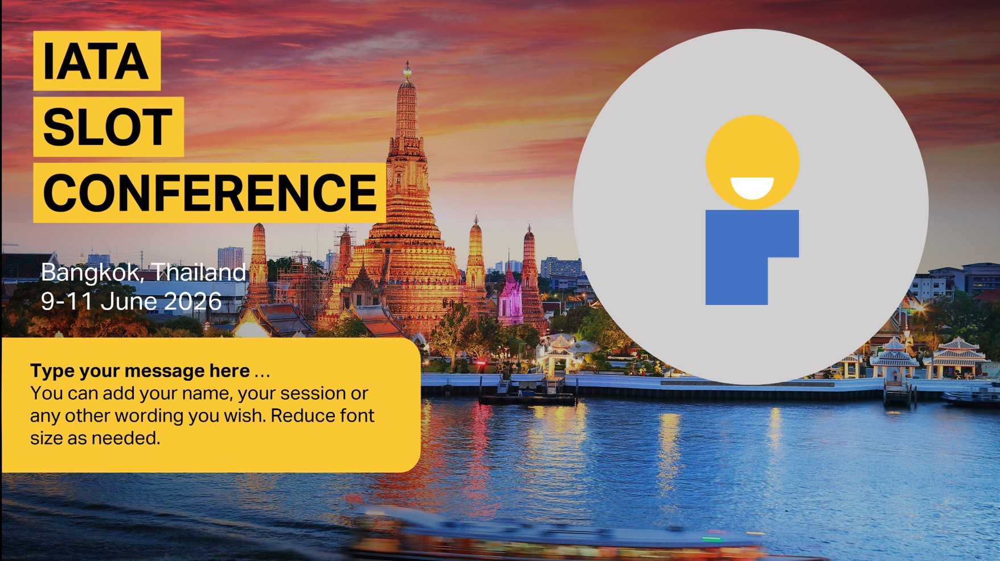 IATA
SLOT
CONFERENCE
Bangkok, Thailand
9-11 June 2026
Type your message here ...
You can add your name, your session or
any other wording you wish. Reduce font
size as needed.